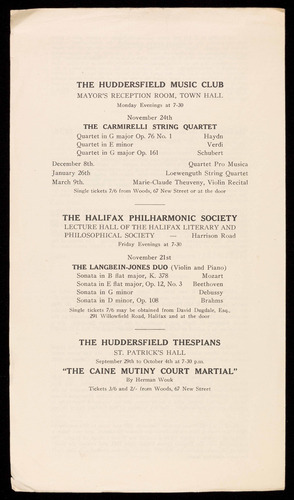 THE HUDDERSFIELD MUSIC CLUB
MAYOR'S RECEPTION ROOM, TOWN HALL
Monday Evenings at 7-30
November 24th
THE CARMIRELLI STRING QUARTET
Quartet in G major Op. 76 No. 1 Haydn
Quartet in E minor Verdi
Quartet in G major Op. 161 Schubert
December 8th. Quartet Pro Musica
January 26th Loewenguth String Quartet
March 9th. Marie-Claude Theuveny, Violin Recital
Single tickets 7/6 from Woods, 67 New Street or at the door
THE HALIFAX PHILHARMONIC SOCIETY
LECTURE HALL OF THE HALIFAX LITERARY AND
PHILOSOPHICAL SOCIETY — Harrison Road
Friday Evenings at 7-30
November 21st
THE LANGBEIN-JONES DUO (Violin and Piano)
Sonata in B flat major, K. 378 Mozart
Sonata in E flat major, Op. 12, No. 3 Beethoven
Sonata in G minor Debussy
Sonata in D minor, Op. 108 Brahms
Single tickets 7/6 may be obtained from David Dugdale, Esq.,
291 Willowfield Road, Halifax and at the door
THE HUDDERSFIELD THESPIANS
ST. PATRICK'S HALL
September 29th to October 4th at 7-30 p.m.
"THE CAINE MUTINY COURT MARTIAL"
By Herman Wouk
Tickets 3/6 and 2/- from Woods, 67 New Street